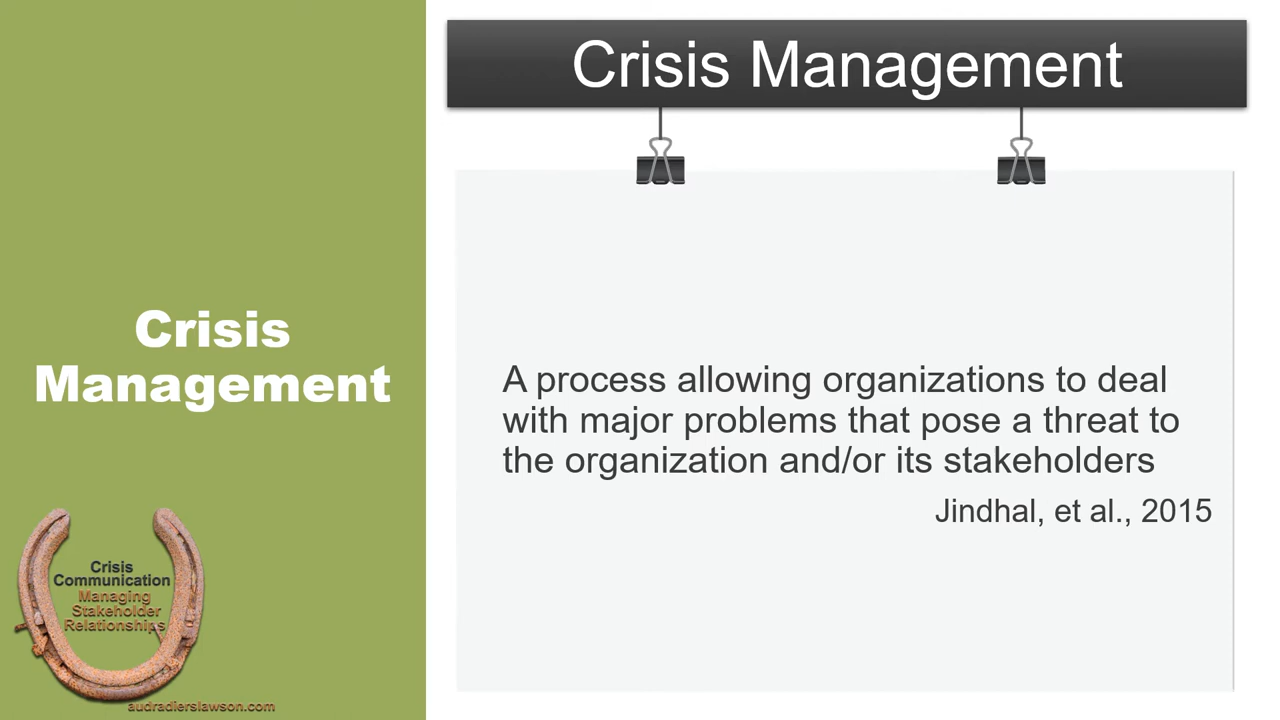 Crisis Management
Crisis
Management
A process allowing organizations to deal
with major problems that pose a threat to
the organization and/or its stakeholders
Jindhal, et al., 2015
Crisis
Communication
Managing
Stakeholder
Relationships
audradierslawson.com